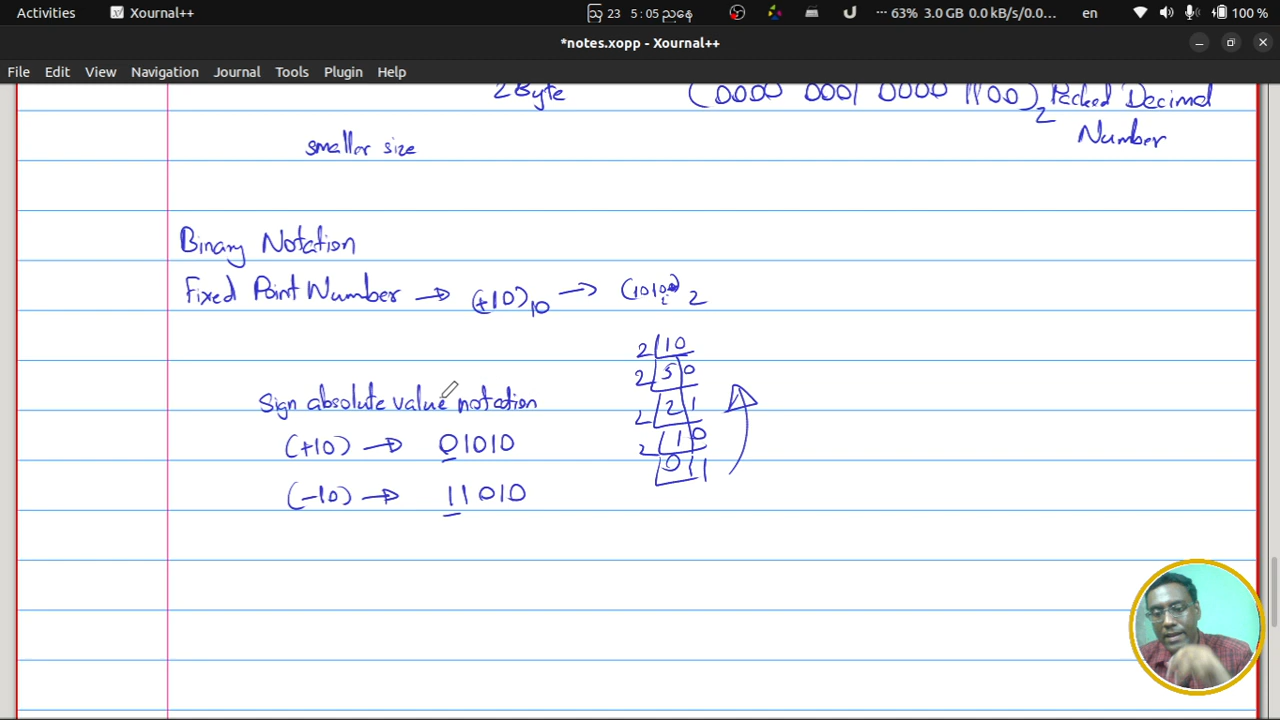 Activities Xournal++ ඔ 23 5:05 ප.ව. ··· 63% 3.0 GB 0.0 kB/s/0.0... en 100 %
*notes.xopp - Xournal++
File Edit View Navigation Journal Tools Plugin Help
2 Byte (0000 0001 0000 1100)2 Packed Decimal
Number
smaller size
Binary Notation
Fixed Point Number → (+10)10 → (1010)2
2 10
2 5 0
Sign absolute value notation 2 2 1
(+10) → 01010 2 1 0
0 1
(-10) → 11010